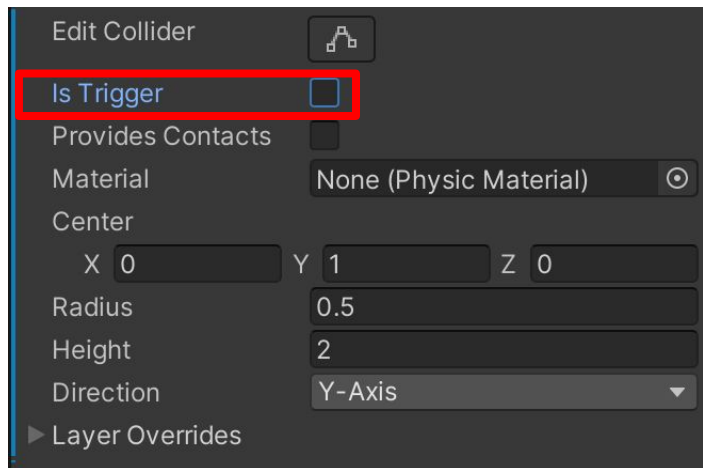 Edit Collider
Is Trigger
Provides Contacts
Material None (Physic Material)
Center
X 0 Y 1 Z 0
Radius 0.5
Height 2
Direction Y-Axis
Layer Overrides